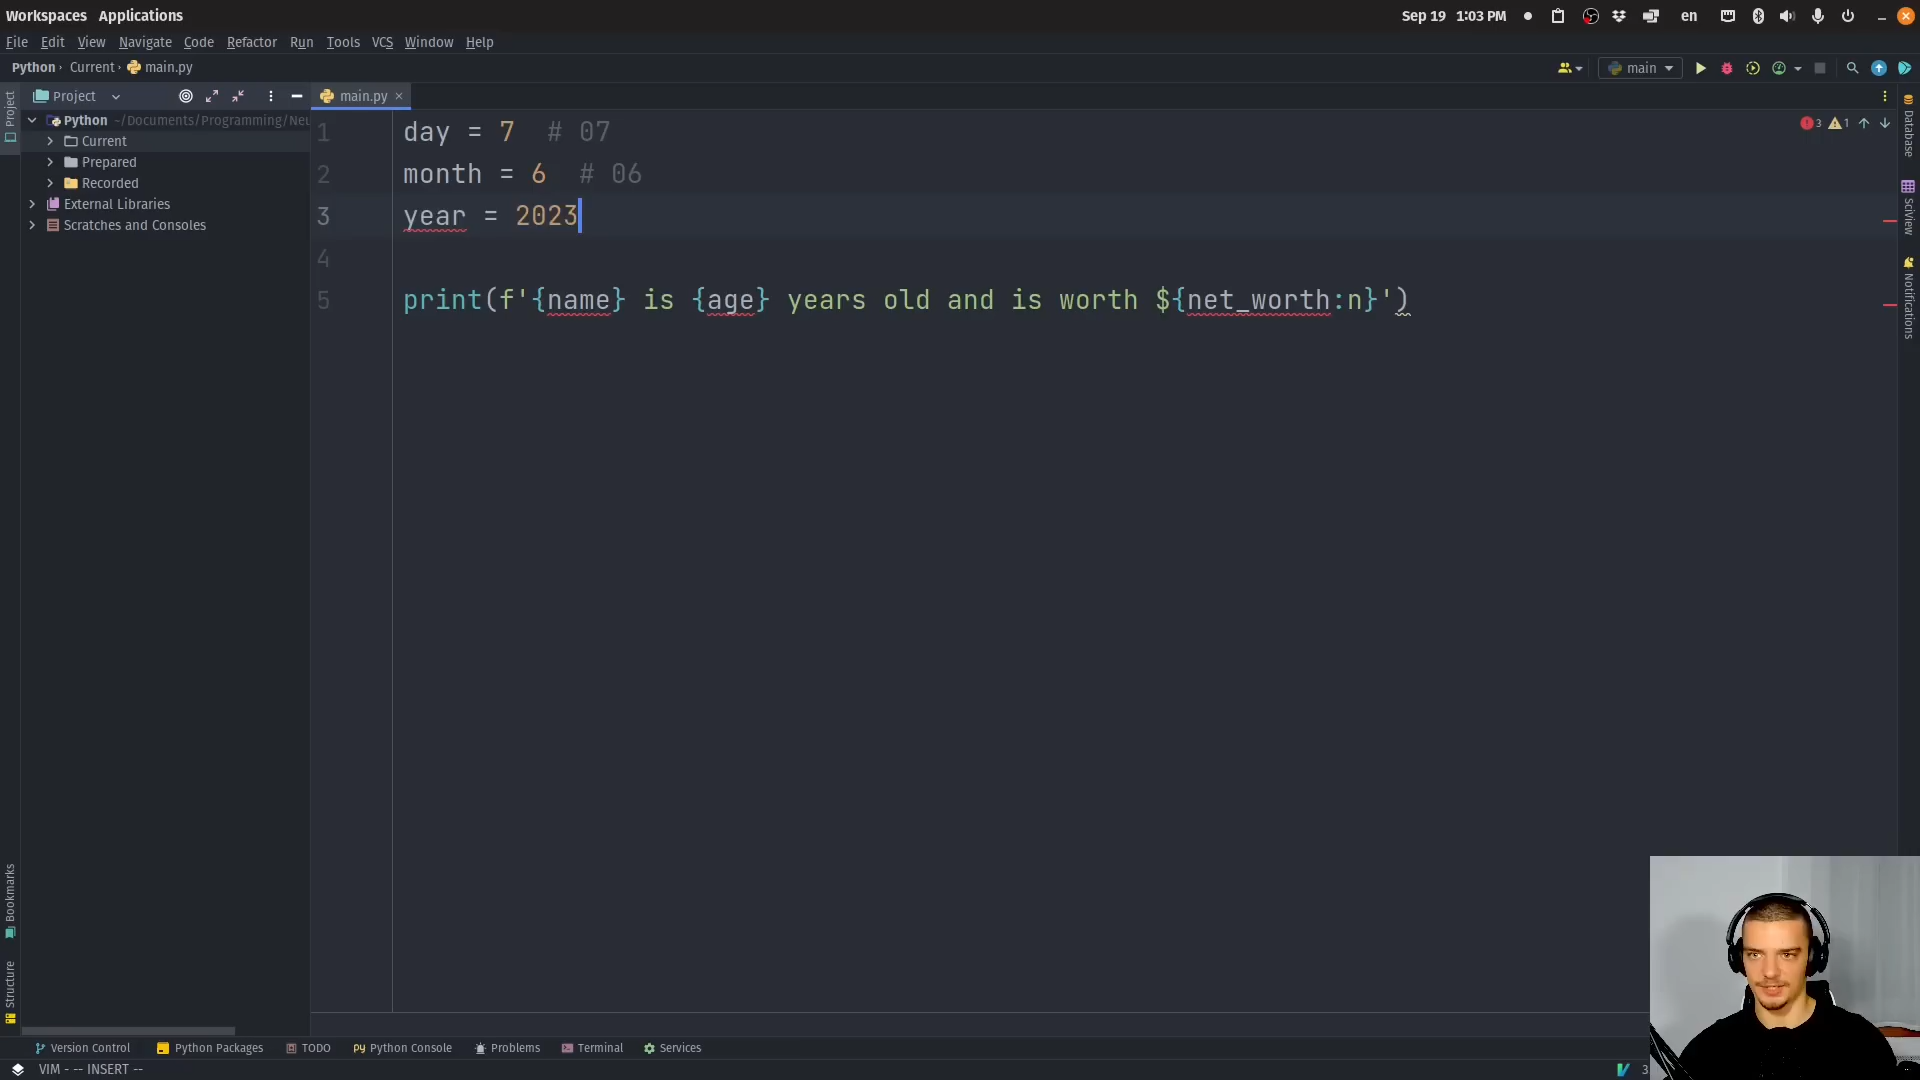 Workspaces Applications
Sep 19 1:03 PM en
File Edit View Navigate Code Refactor Run Tools VCS Window Help
Python Current main.py
main
Project Project
main.py
3 1
Database
SciView
Notifications
Python ~/Documents/Programming/Neu
Current
Prepared
Recorded
External Libraries
Scratches and Consoles
1 day = 7 # 07
2 month = 6 # 06
3 year = 2023
4
5 print(f'{name} is {age} years old and is worth ${net_worth:n}')
Bookmarks
Structure
Version Control Python Packages TODO Python Console Problems Terminal Services
VIM - -- INSERT --
3